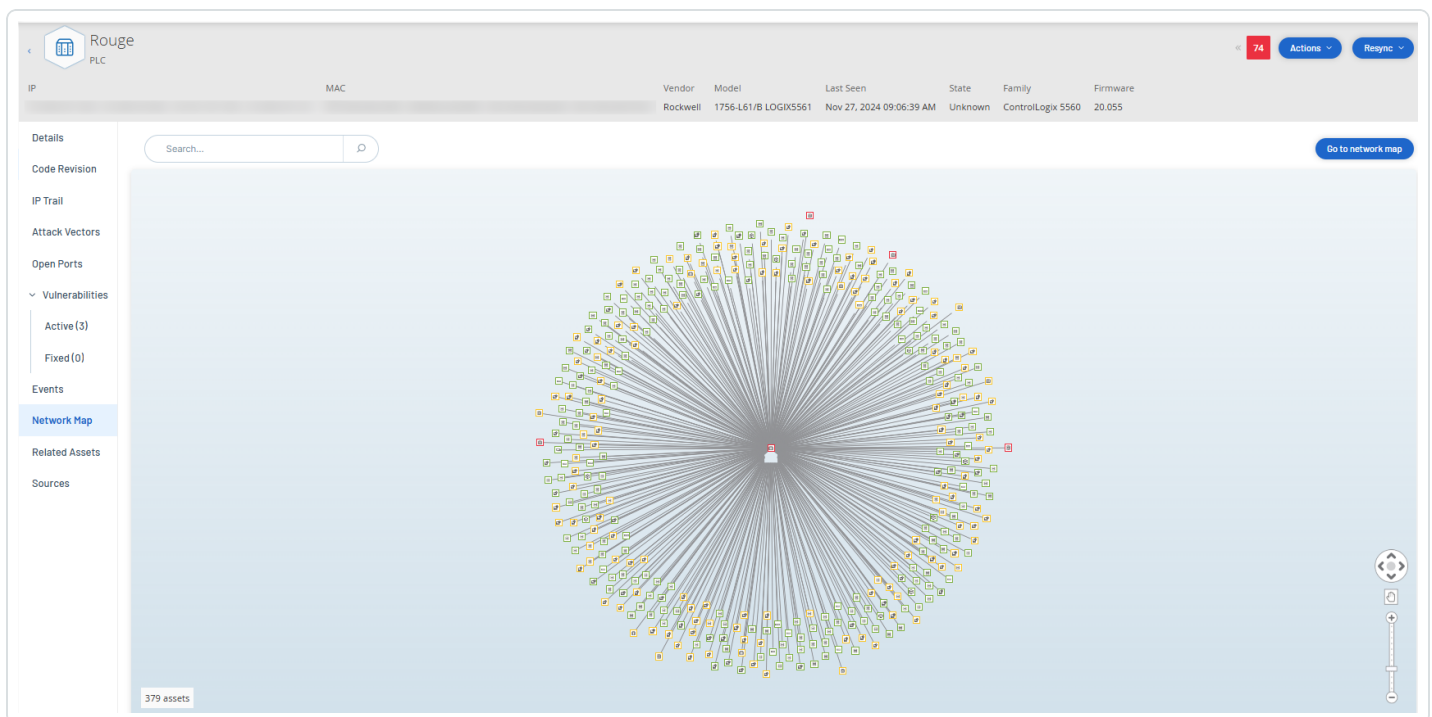 Rouge
PLC
74
Actions
Resync
IP MAC Vendor Model Last Seen State Family Firmware
Rockwell 1756-L61/B LOGIX5561 Nov 27, 2024 09:06:39 AM Unknown ControlLogix 5560 20.055
Details
Code Revision
IP Trail
Attack Vectors
Open Ports
Vulnerabilities
Active (3)
Fixed (0)
Events
Network Map
Related Assets
Sources
Search...
Go to network map
379 assets